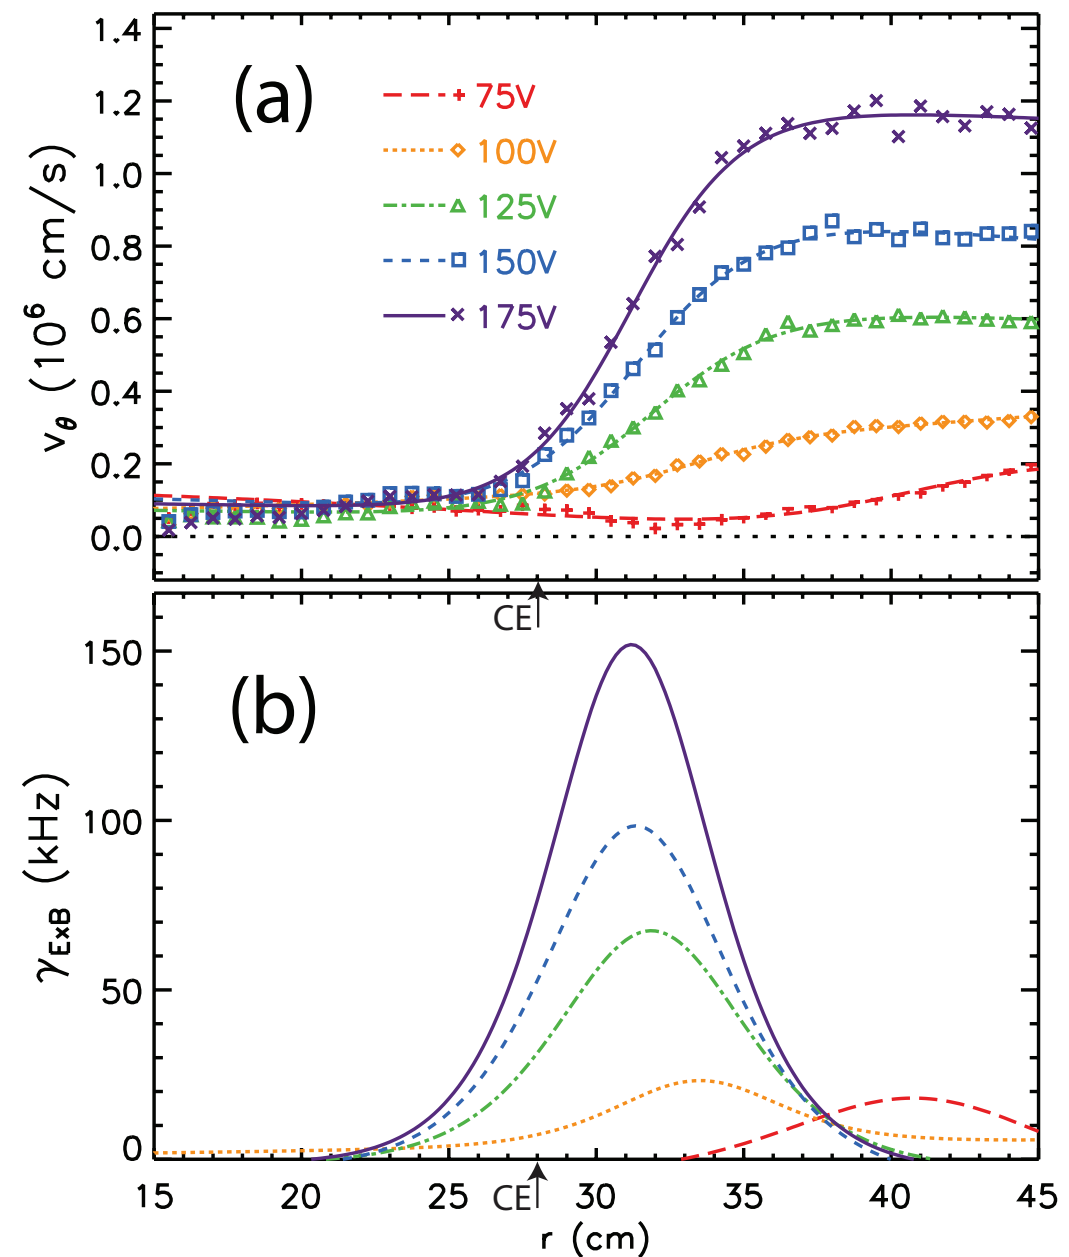 1.4
(a)
75V
1.2
100V
1.0
125V
0.8
150V
0.6
175V
0.4
0.2
0.0
v_θ (10⁶ cm/s)
CE
150
(b)
100
50
0
γ_E×B (kHz)
15 20 25 CE 30 35 40 45
r (cm)